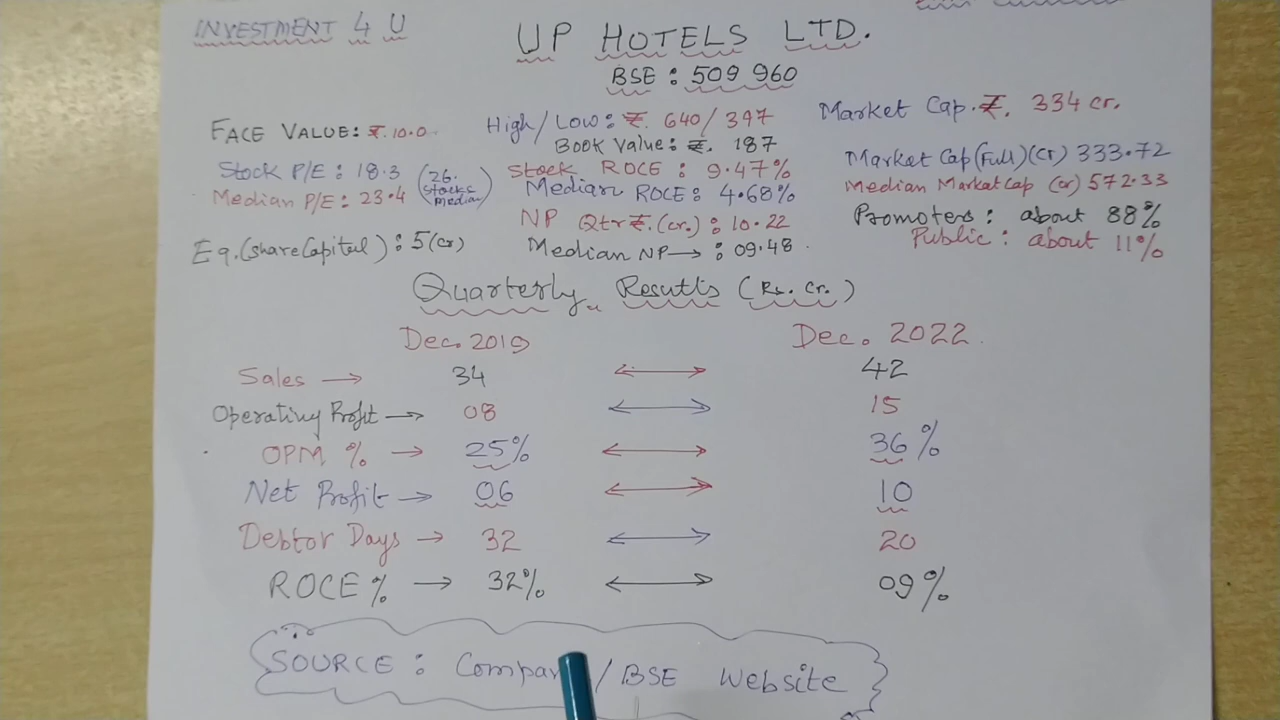 INVESTMENT 4 U
UP HOTELS LTD.
BSE : 509 960
FACE VALUE: ₹.10.0
High/Low: ₹. 640/397
Market Cap. ₹. 334 cr.
Book Value: ₹. 187
Stock P/E : 18.3 (26. stocks median)
Stock ROCE : 9.47%
Market Cap(Full)(Cr) 333.72
Median P/E: 23.4
Median ROCE: 4.68%
Median MarketCap (cr) 572.33
NP Qtr ₹.(cr.) : 10.22
Promoters: about 88%
Eq.(share Capital) : 5(cr)
Median NP → : 09.48
Public : about 11%
Quarterly Results (Rs. Cr.)
Dec. 2019 Dec. 2022
Sales → 34 ↔ 42
Operating Profit → 08 ↔ 15
OPM % → 25% ↔ 36%
Net Profit → 06 ↔ 10
Debtor Days → 32 ↔ 20
ROCE % → 32% ↔ 09%
SOURCE : / BSE Website